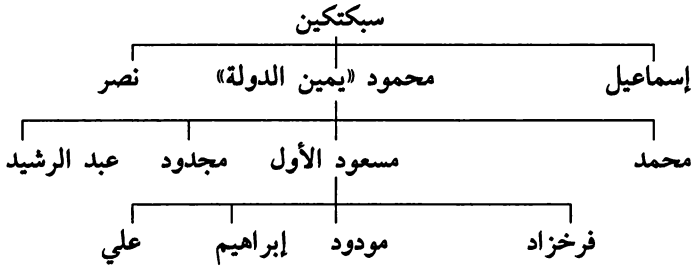 سبكتكين
إسماعيل محمود «يمين الدولة» نصر
محمد مسعود الأول مجدود عبد الرشيد
فرخزاد مودود إبراهيم علي